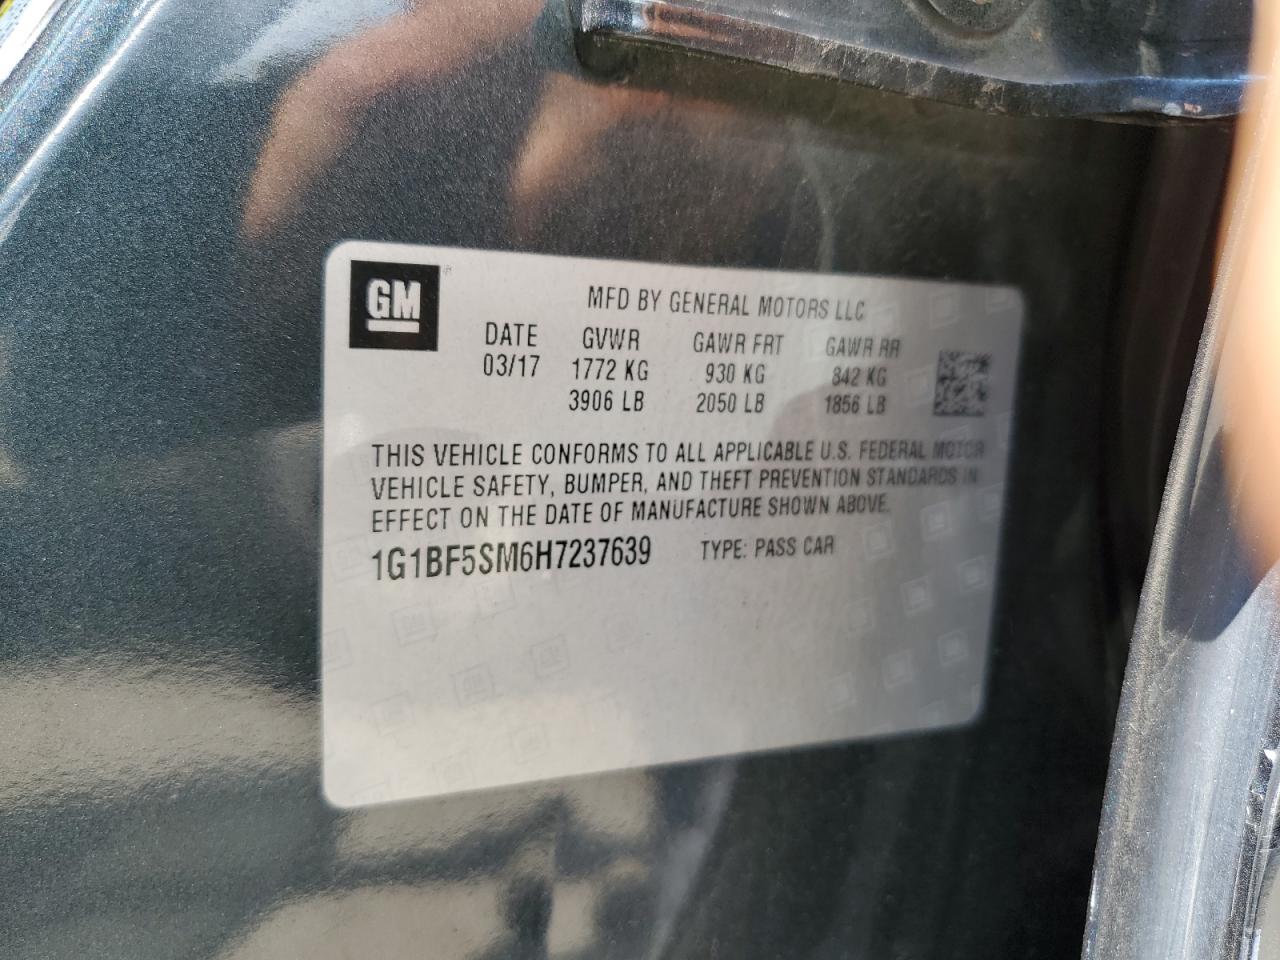 GM
MFD BY GENERAL MOTORS LLC
DATE GVWR GAWR FRT GAWR RR
03/17 1772 KG 930 KG 842 KG
3906 LB 2050 LB 1856 LB
THIS VEHICLE CONFORMS TO ALL APPLICABLE U.S. FEDERAL MOTOR
VEHICLE SAFETY, BUMPER, AND THEFT PREVENTION STANDARDS IN
EFFECT ON THE DATE OF MANUFACTURE SHOWN ABOVE.
1G1BF5SM6H7237639 TYPE: PASS CAR